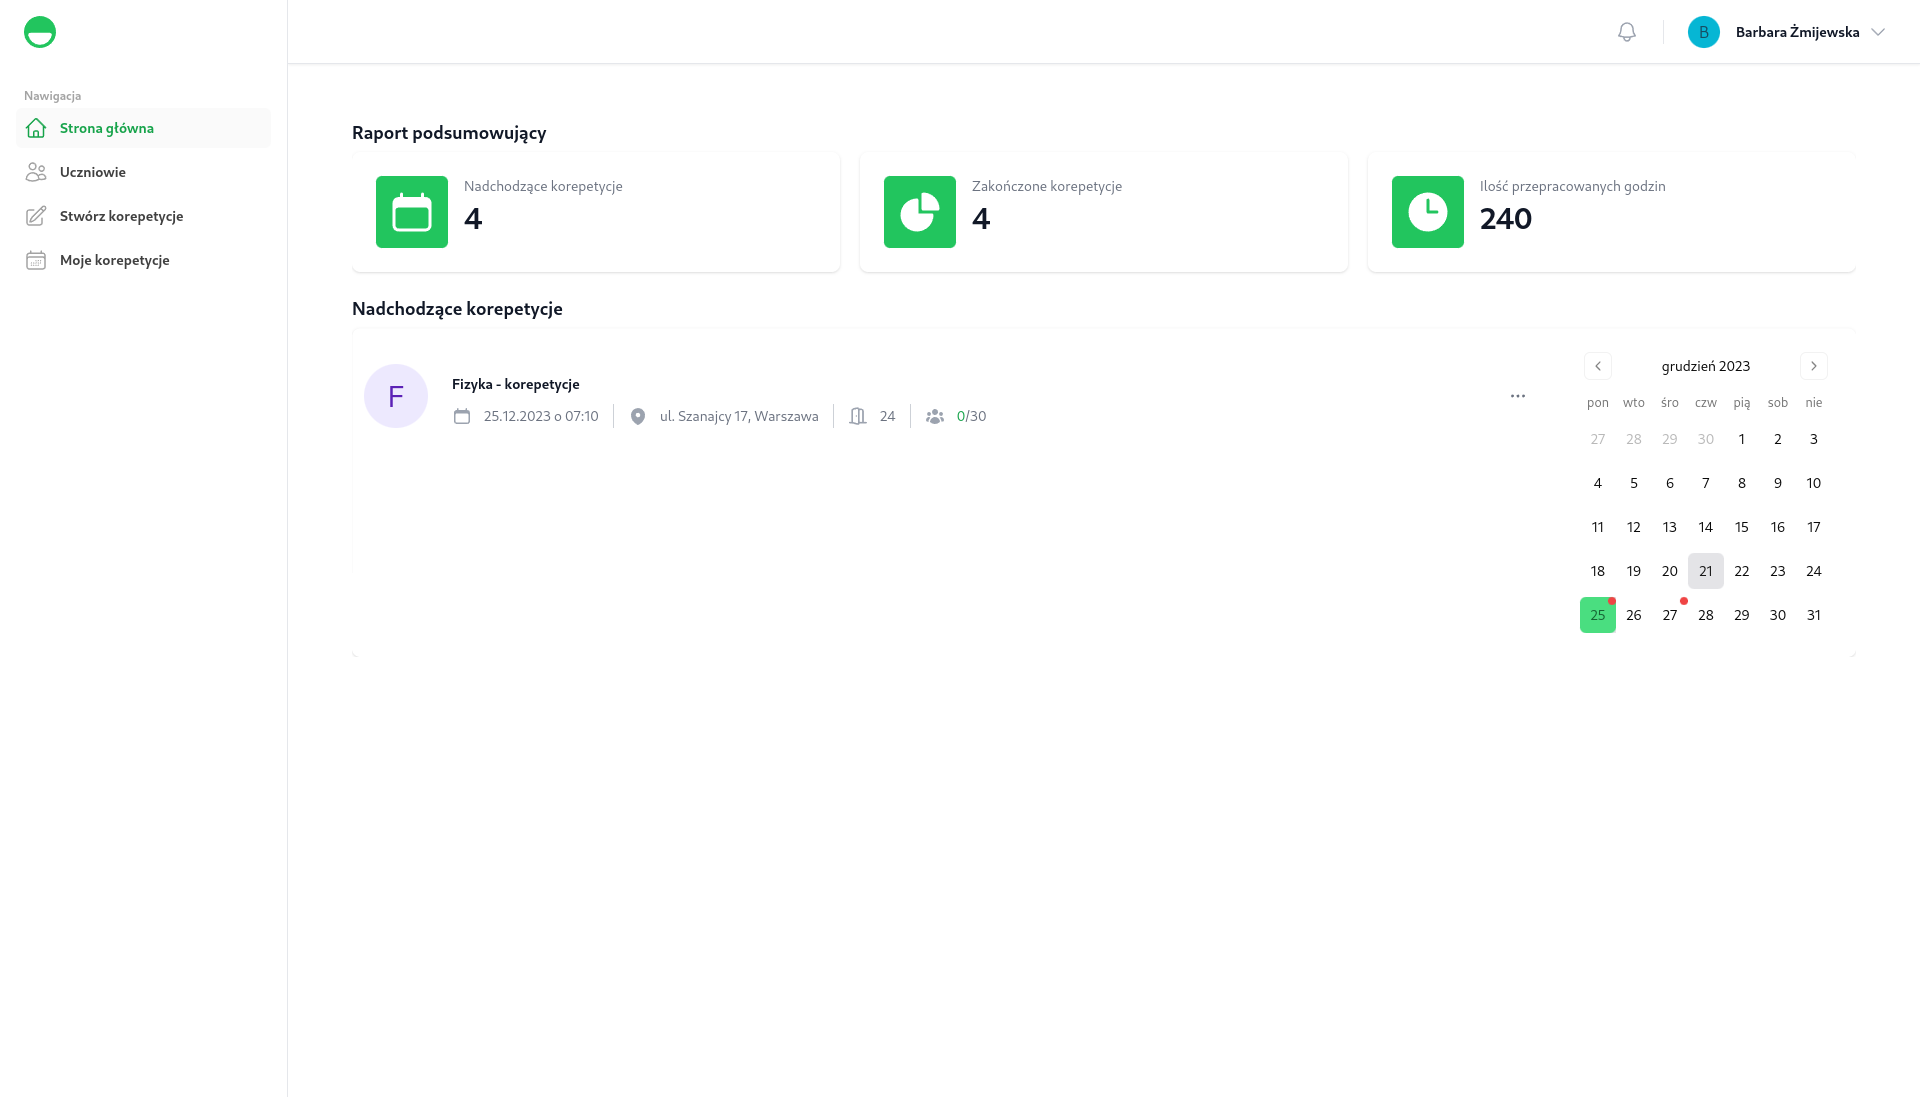 B
Barbara Żmijewska
Nawigacja
Strona główna
Uczniowie
Stwórz korepetycje
Moje korepetycje
Raport podsumowujący
Nadchodzące korepetycje
4
Zakończone korepetycje
4
Ilość przepracowanych godzin
240
Nadchodzące korepetycje
F
Fizyka - korepetycje
25.12.2023 o 07:10
ul. Szanajcy 17, Warszawa
24
0/30
grudzień 2023
pon wto śro czw pią sob nie
27 28 29 30 1 2 3
4 5 6 7 8 9 10
11 12 13 14 15 16 17
18 19 20 21 22 23 24
25 26 27 28 29 30 31